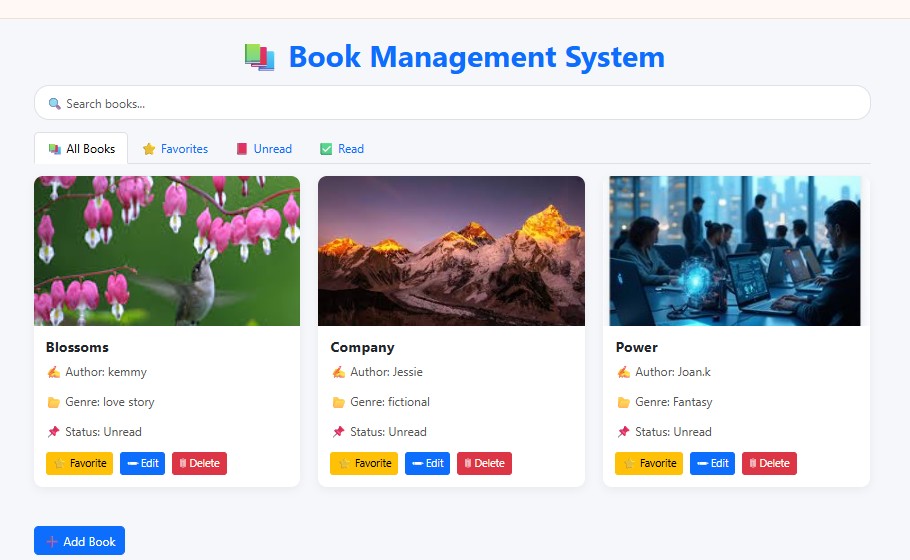 Book Management System
Search books...
All Books Favorites Unread Read
Blossoms
Author: kemmy
Genre: love story
Status: Unread
Favorite Edit Delete
Company
Author: Jessie
Genre: fictional
Status: Unread
Favorite Edit Delete
Power
Author: Joan.k
Genre: Fantasy
Status: Unread
Favorite Edit Delete
Add Book